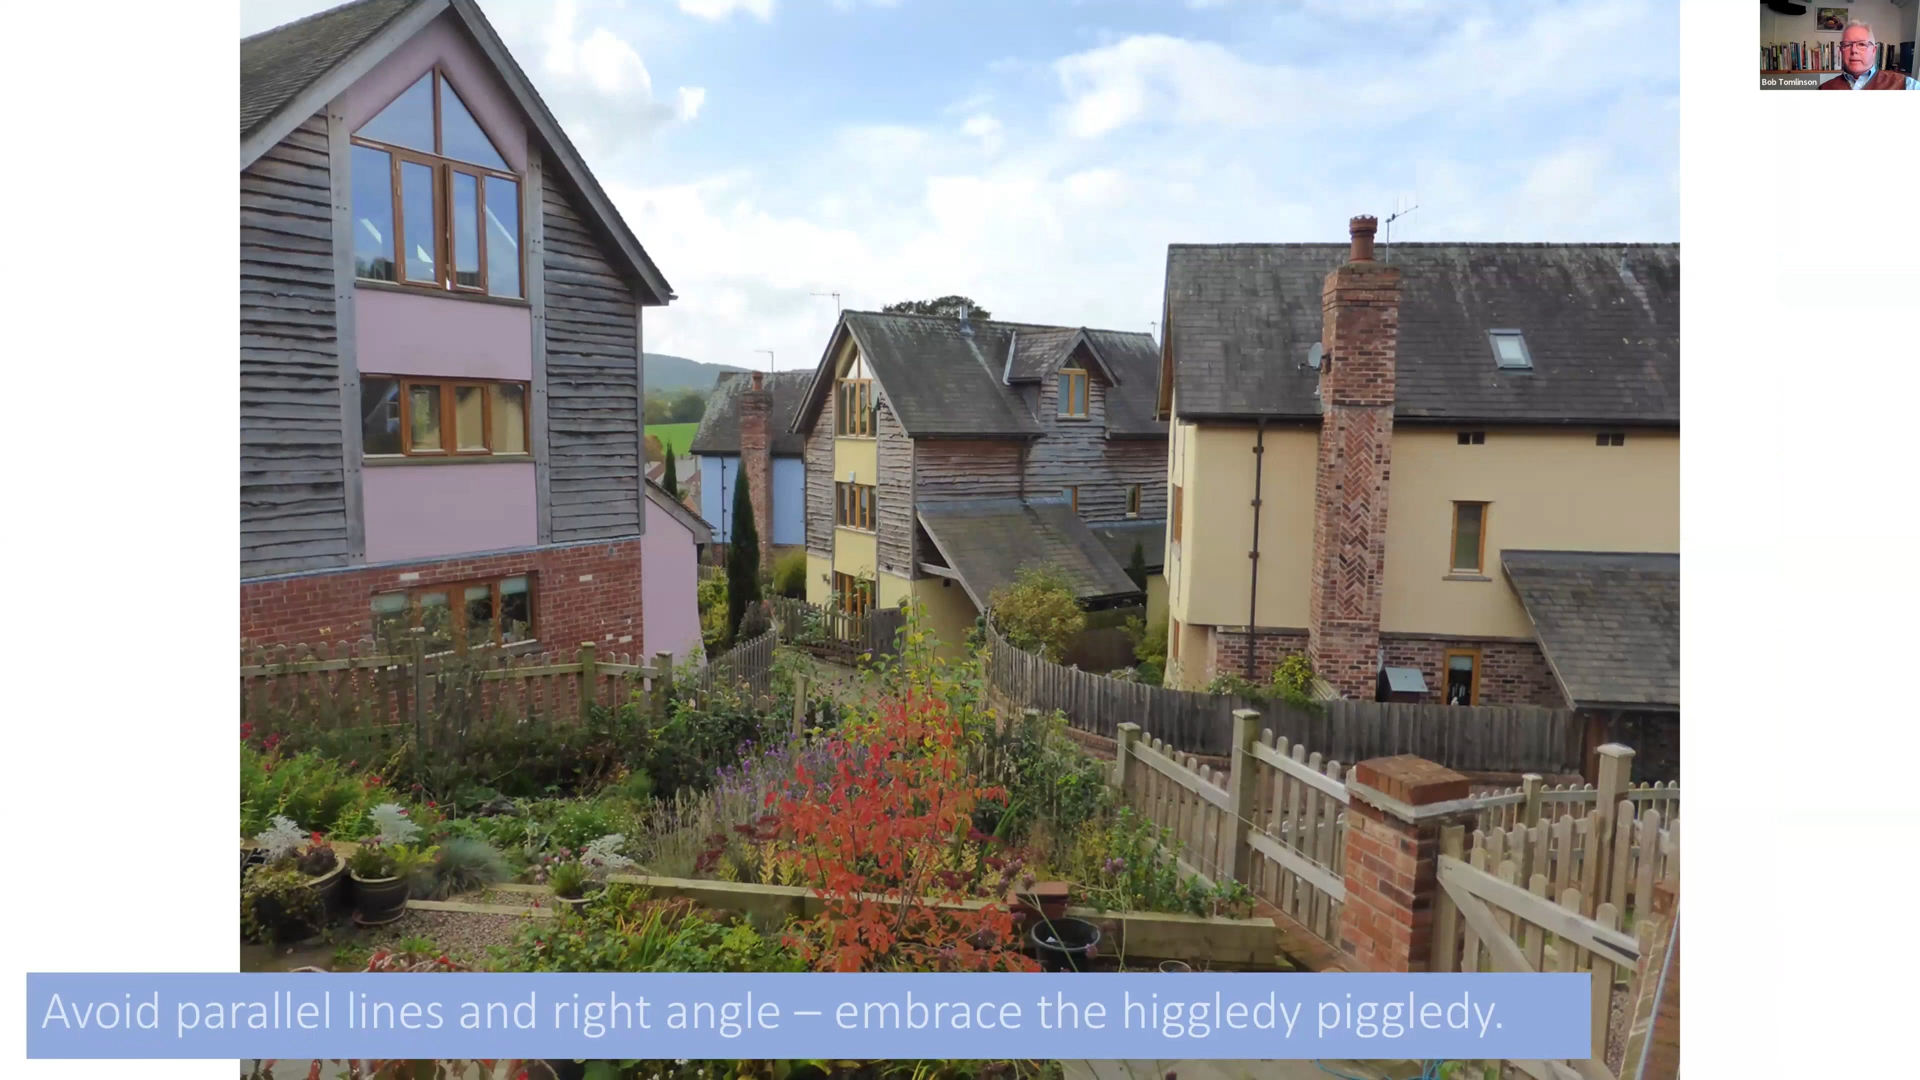 Bob Tomlinson
Avoid parallel lines and right angle – embrace the higgledy piggledy.